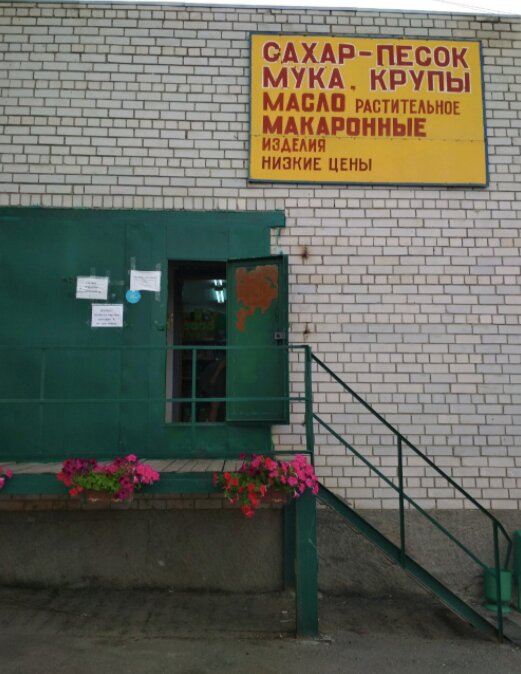 САХАР-ПЕСОК
МУКА, КРУПЫ
МАСЛО РАСТИТЕЛЬНОЕ
МАКАРОННЫЕ
ИЗДЕЛИЯ
НИЗКИЕ ЦЕНЫ